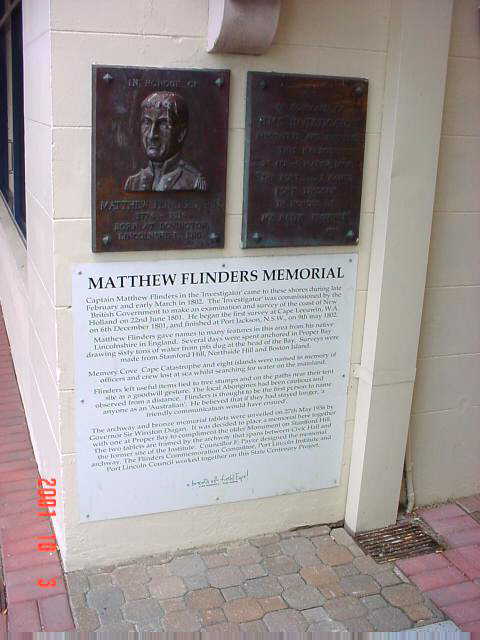 IN HONOUR OF
MATTHEW FLINDERS, R.N.
1774 - 1814
BORN AT DONINGTON
LINCOLNSHIRE, ENG.
IN HONOUR OF
MATTHEW FLINDERS MEMORIAL
Captain Matthew Flinders in the 'Investigator' came to these shores during late
February and early March in 1802. The 'Investigator' was commissioned by the
British Government to make an examination and survey of the coast of New
Holland on 22nd June 1801. He began the first survey at Cape Leeuwin, W.A.
on 6th December 1801, and finished at Port Jackson, N.S.W., on 9th may 1802.
Matthew Flinders gave names to many features in this area from his native
Lincolnshire in England. Several days were spent anchored in Proper Bay
drawing sixty tons of water from pits dug at the head of the Bay. Surveys were
made from Stamford Hill, Northside Hill and Boston Island.
Memory Cove Cape Catastrophe and eight islands were named in memory of
officers and crew lost at sea whilst searching for water on the mainland.
Flinders left useful items tied to tree stumps and on the paths near their tent
site as a goodwill gesture. The local Aborigines had been cautious and
observed from a distance. Flinders is thought to be the first person to name
anyone as an 'Australian'. He believed that if they had stayed longer, a
friendly communication would have ensued.
The archway and bronze memorial tablets were unveiled on 27th May 1936 by
Governor Sir Winston Dugan. It was decided to place a memorial here together
with one at Proper Bay to compliment the older Monument on Stamford Hill.
The two tablets are framed by the archway that spans between Civic Hall and
the former site of the Institute. Councillor E. Payze designed the memorial
archway. The Flinders Commemoration Committee, Port Lincoln Institute and
Port Lincoln Council worked together on this State Centenary Project.
2001 10 3